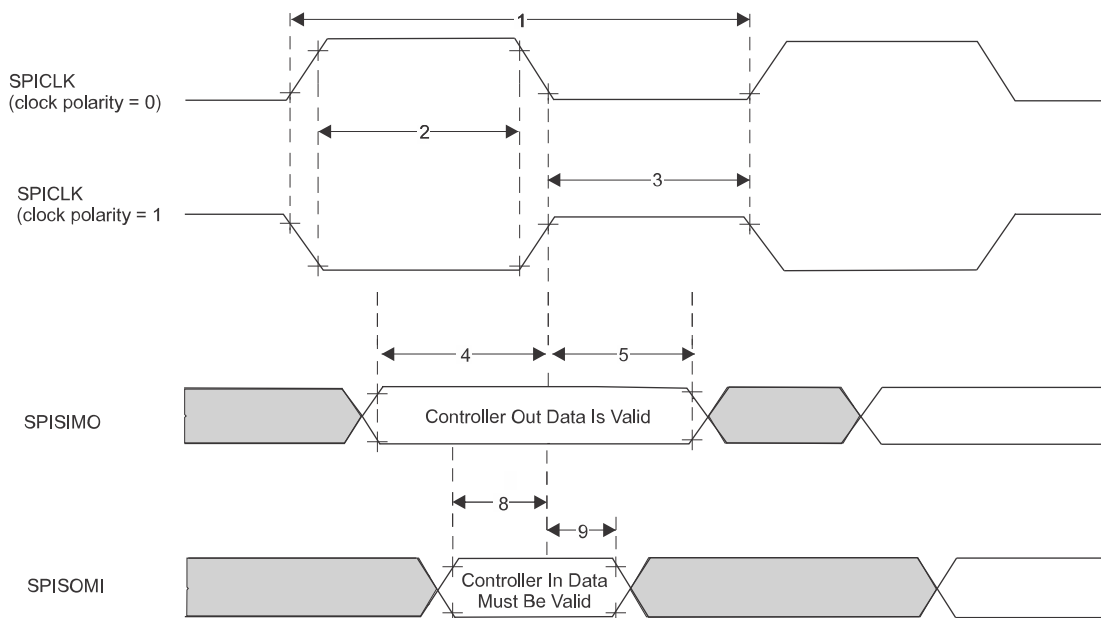 1
SPICLK
(clock polarity = 0)
2
3
SPICLK
(clock polarity = 1
4
5
SPISIMO
Controller Out Data Is Valid
8
9
SPISOMI
Controller In Data
Must Be Valid